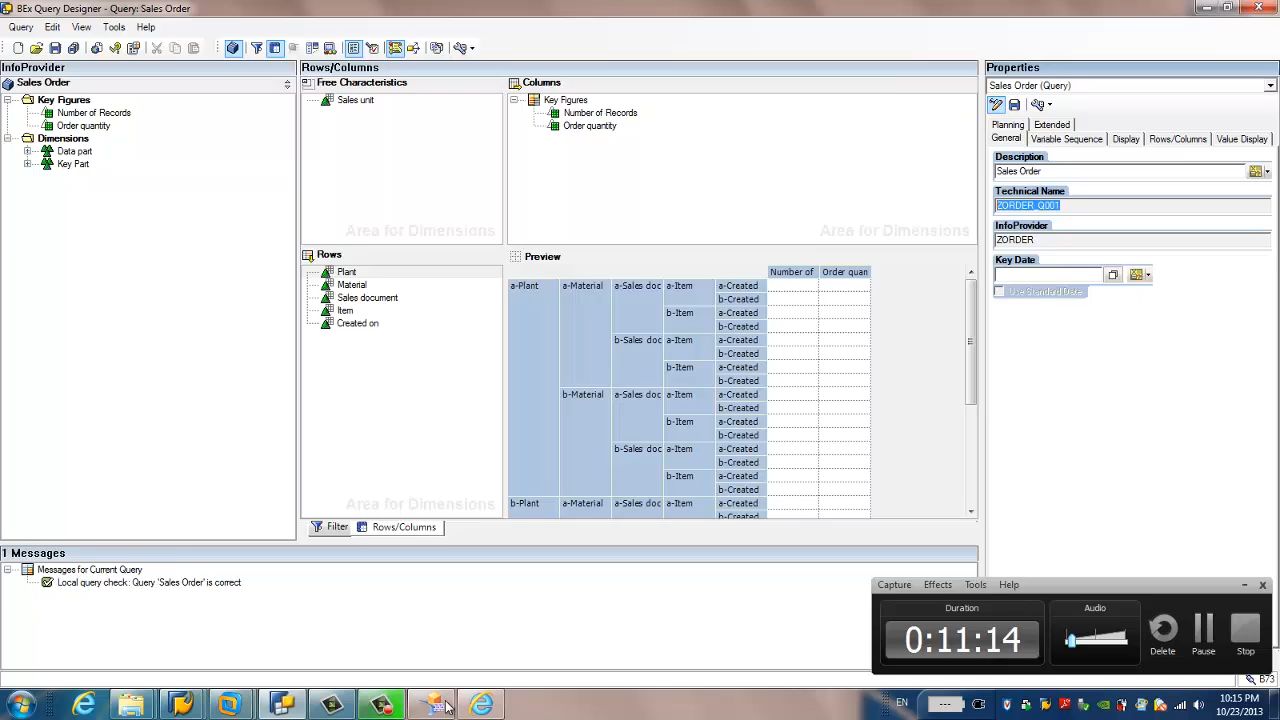 BEx Query Designer - Query: Sales Order
Query Edit View Tools Help
InfoProvider
Sales Order
Key Figures
Number of Records
Order quantity
Dimensions
Data part
Key Part
Rows/Columns
Free Characteristics
Sales unit
Area for Dimensions
Columns
Key Figures
Number of Records
Order quantity
Area for Dimensions
Rows
Plant
Material
Sales document
Item
Created on
Area for Dimensions
Preview
Number of Order quan
a-Plant a-Material a-Sales doc a-Item a-Created
b-Created
b-Item a-Created
b-Created
b-Sales doc a-Item a-Created
b-Created
b-Item a-Created
b-Created
b-Material a-Sales doc a-Item a-Created
b-Created
b-Item a-Created
b-Created
b-Sales doc a-Item a-Created
b-Created
b-Item a-Created
b-Created
b-Plant a-Material a-Sales doc a-Item a-Created
b-Created
Filter Rows/Columns
Properties
Sales Order (Query)
Planning Extended
General Variable Sequence Display Rows/Columns Value Display
Description
Sales Order
Technical Name
ZORDER_Q001
InfoProvider
ZORDER
Key Date
Use Standard Date
1 Messages
Messages for Current Query
Local query check: Query 'Sales Order' is correct
Capture Effects Tools Help
Duration
0:11:14
Audio
Delete Pause Stop
B73
EN
---
10:15 PM
10/23/2013